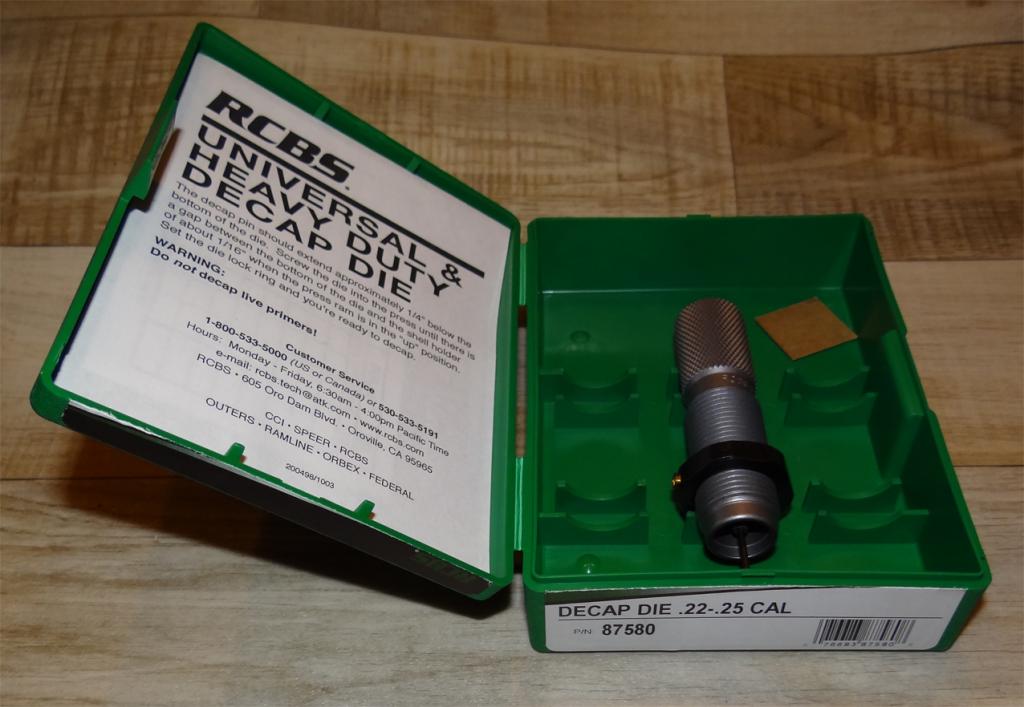 RCBS.
UNIVERSAL &
HEAVY DUTY
DECAP DIE
The decap pin should extend approximately 1/4" below the
bottom of the die. Screw the die into the press until there is
a gap between the bottom of the die and the shell holder
of about 1/16" when the press ram is in the "up" position.
Set the die lock ring and you're ready to decap.
WARNING:
Do not decap live primers!
Customer Service
1-800-533-5000 (US or Canada) or 530-533-5191
Hours: Monday - Friday, 6:30am - 4:00pm Pacific Time
e-mail: rcbs.tech@atk.com - www.rcbs.com
RCBS • 605 Oro Dam Blvd. • Oroville, CA 95965
CCI • SPEER • RCBS
OUTERS • RAMLINE • ORBEX • FEDERAL
200498/1003
DECAP DIE .22-.25 CAL
P/N 87580